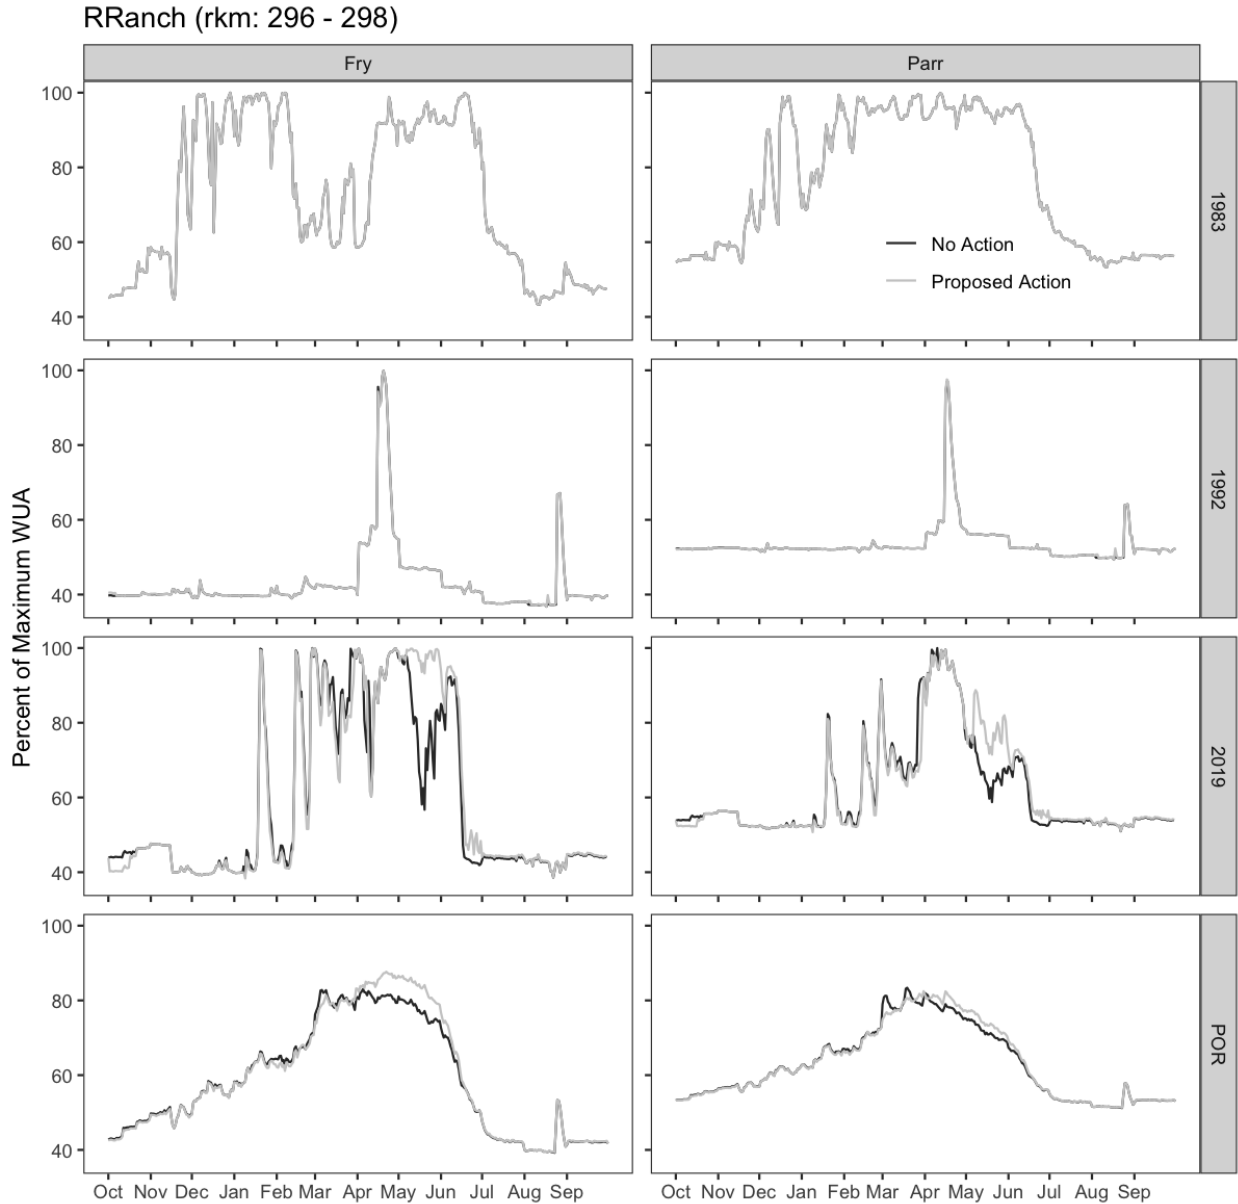 RRanch (rkm: 296 - 298)
Fry
Parr
100
80
60
40
1983
No Action
Proposed Action
100
80
60
40
1992
Percent of Maximum WUA
100
80
60
40
2019
100
80
60
40
POR
Oct Nov Dec Jan Feb Mar Apr May Jun Jul Aug Sep
Oct Nov Dec Jan Feb Mar Apr May Jun Jul Aug Sep